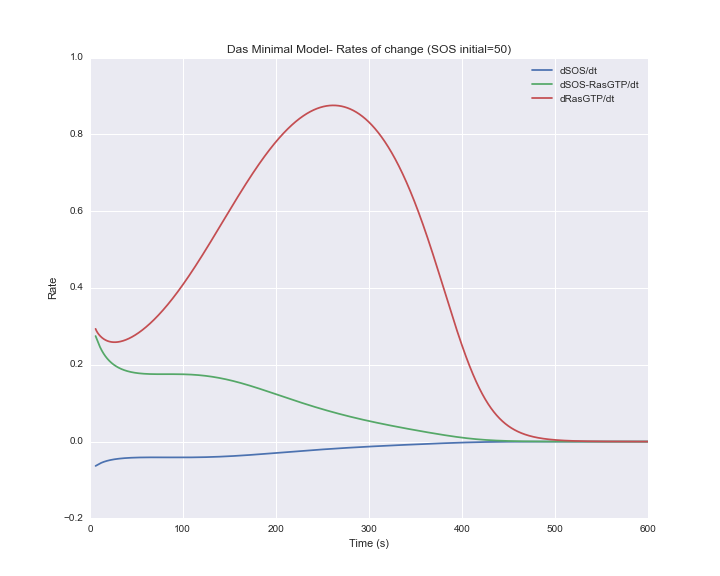 Das Minimal Model- Rates of change (SOS initial=50)
1.0
dSOS/dt
dSOS-RasGTP/dt
dRasGTP/dt
0.8
0.6
Rate
0.4
0.2
0.0
−0.2
0 100 200 300 400 500 600
Time (s)